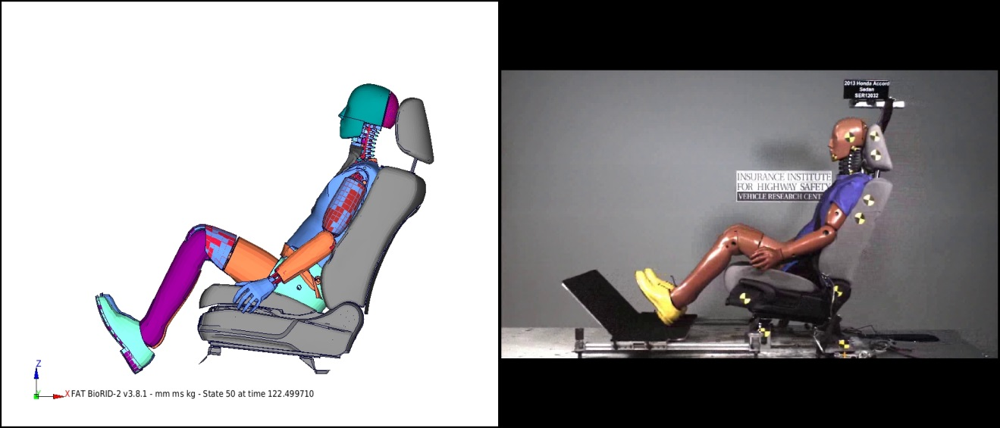 Z
Y
X
FAT BioRID-2 v3.8.1 - mm ms kg - State 50 at time 122.499710
2013 Honda Accord
Sedan
SER12032
INSURANCE INSTITUTE
FOR HIGHWAY SAFETY
VEHICLE RESEARCH CENT